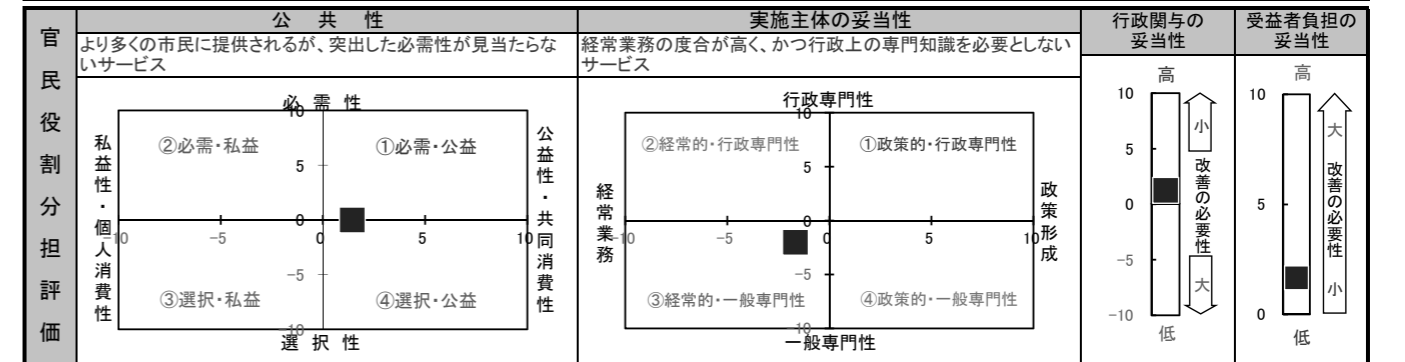 官民役割分担評価
公共性
より多くの市民に提供されるが、突出した必需性が見当たらな
いサービス
必需性
10
②必需・私益
①必需・公益
5
私益性・個人消費性
公益性・共同消費性
0
-10
-5
0
5
10
-5
③選択・私益
④選択・公益
-10
選択性
実施主体の妥当性
経常業務の度合が高く、かつ行政上の専門知識を必要としない
サービス
行政専門性
10
②経常的・行政専門性
①政策的・行政専門性
5
経常業務
政策形成
0
-10
-5
0
5
10
-5
③経常的・一般専門性
④政策的・一般専門性
-10
一般専門性
行政関与の
妥当性
高
10
5
0
-5
-10
小
改善の必要性
大
低
受益者負担の
妥当性
高
10
5
0
大
改善の必要性
小
低